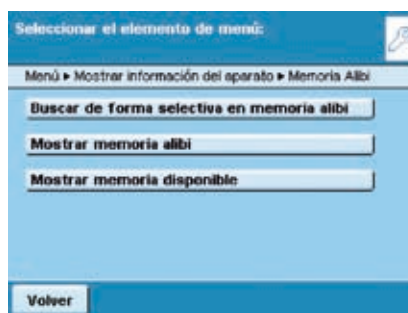 Seleccionar el elemento de menú:
Menú ▸ Mostrar información del aparato ▸ Memoria Alibi
Buscar de forma selectiva en memoria alibi
Mostrar memoria alibi
Mostrar memoria disponible
Volver